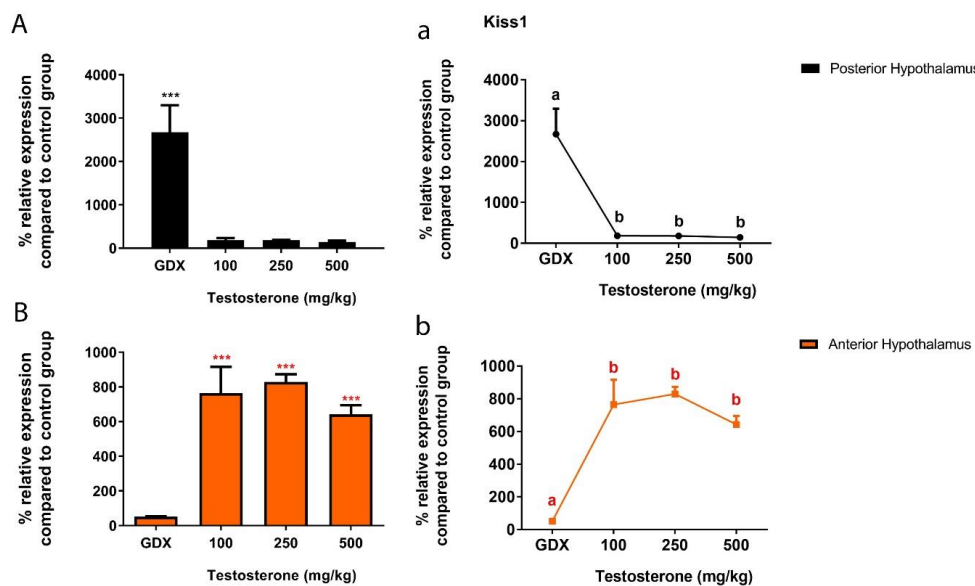 Kiss1
A
% relative expression
compared to control group
4000
3000
2000
1000
0
***
GDX
100
250
500
Testosterone (mg/kg)
a
% relative expression
compared to control group
4000
3000
2000
1000
0
a
b
b
b
GDX
100
250
500
Testosterone (mg/kg)
Posterior Hypothalamus
B
% relative expression
compared to control group
1000
800
600
400
200
0
***
***
***
GDX
100
250
500
Testosterone (mg/kg)
b
% relative expression
compared to control group
1000
800
600
400
200
0
a
b
b
b
GDX
100
250
500
Testosterone (mg/kg)
Anterior Hypothalamus